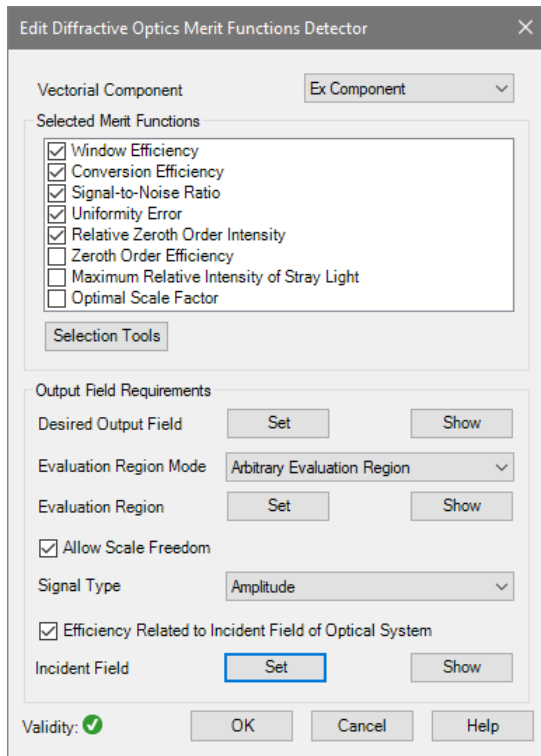 Edit Diffractive Optics Merit Functions Detector
Vectorial Component Ex Component
Selected Merit Functions
Window Efficiency
Conversion Efficiency
Signal-to-Noise Ratio
Uniformity Error
Relative Zeroth Order Intensity
Zeroth Order Efficiency
Maximum Relative Intensity of Stray Light
Optimal Scale Factor
Selection Tools
Output Field Requirements
Desired Output Field Set Show
Evaluation Region Mode Arbitrary Evaluation Region
Evaluation Region Set Show
Allow Scale Freedom
Signal Type Amplitude
Efficiency Related to Incident Field of Optical System
Incident Field Set Show
Validity: OK Cancel Help